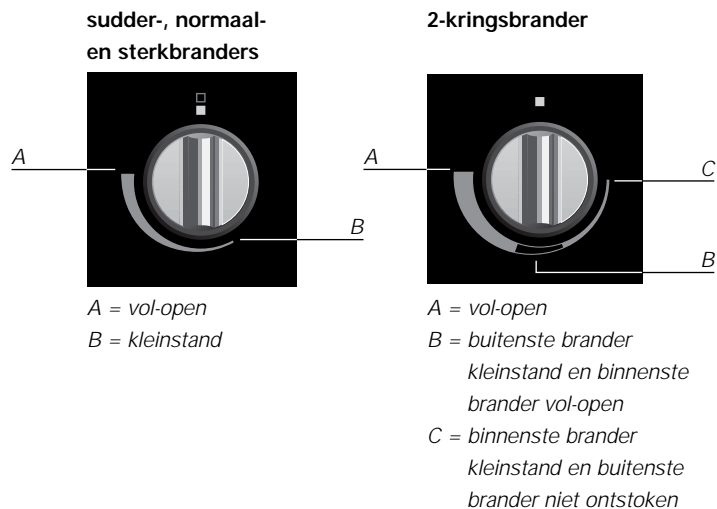 sudder-, normaal-
en sterkbranders
A
B
A = vol-open
B = kleinstand
2-kringsbrander
A
C
B
A = vol-open
B = buitenste brander
kleinstand en binnenste
brander vol-open
C = binnenste brander
kleinstand en buitenste
brander niet ontstoken